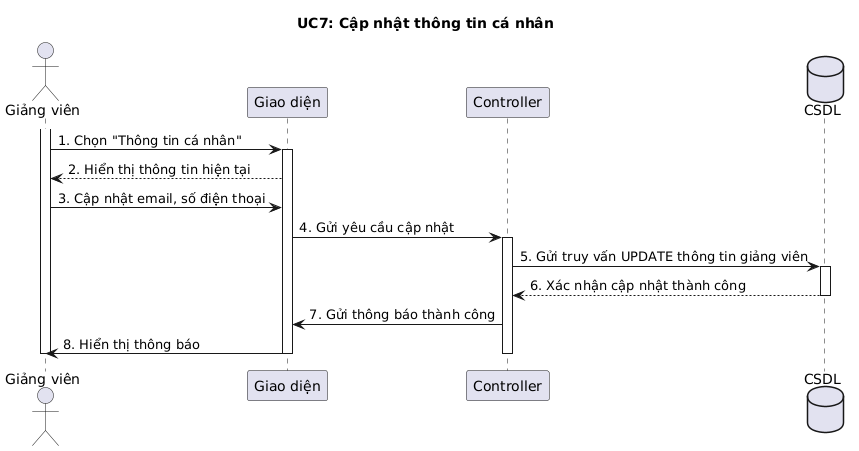 UC7: Cập nhật thông tin cá nhân
Giảng viên
Giao diện
Controller
CSDL
1. Chọn "Thông tin cá nhân"
2. Hiển thị thông tin hiện tại
3. Cập nhật email, số điện thoại
4. Gửi yêu cầu cập nhật
5. Gửi truy vấn UPDATE thông tin giảng viên
6. Xác nhận cập nhật thành công
7. Gửi thông báo thành công
8. Hiển thị thông báo
Giảng viên
Giao diện
Controller
CSDL